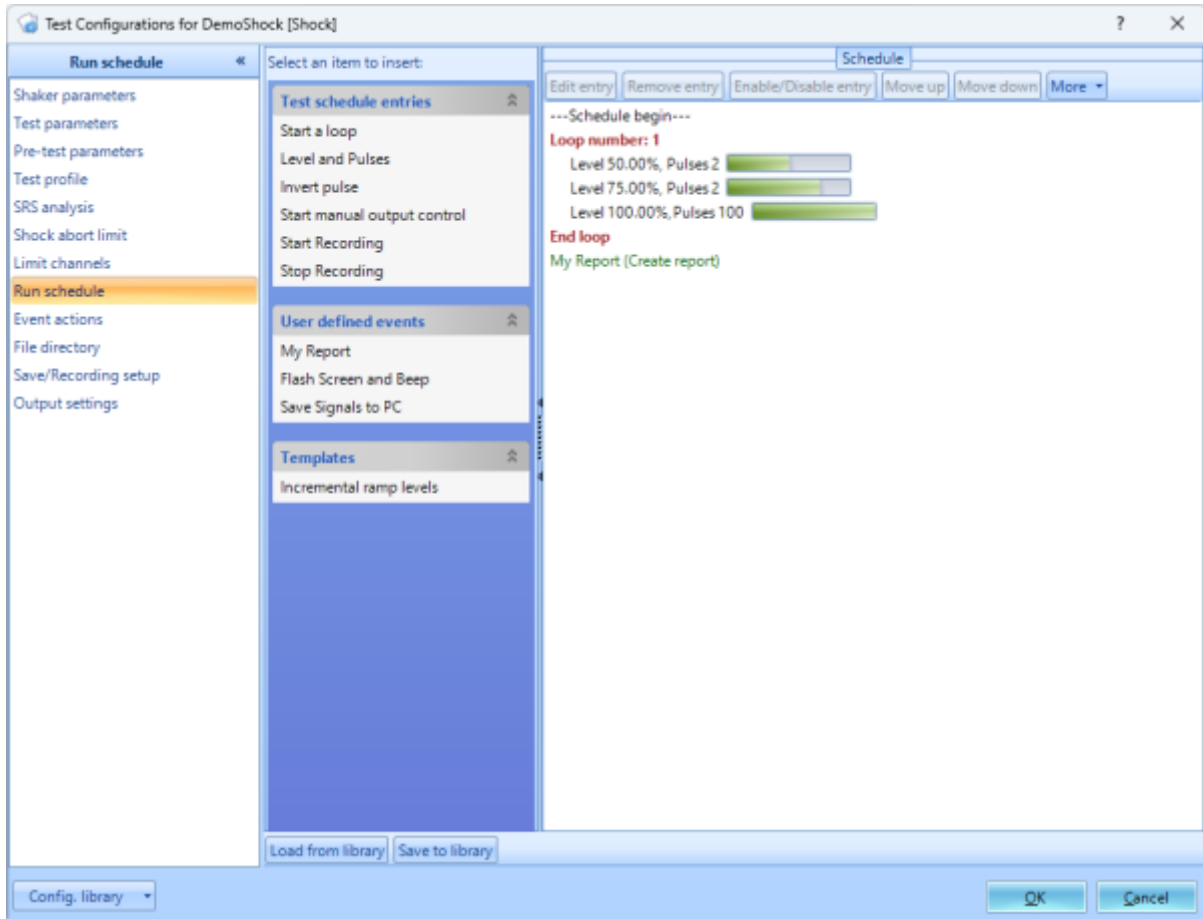 Test Configurations for DemoShock [Shock]
Run schedule
Shaker parameters
Test parameters
Pre-test parameters
Test profile
SRS analysis
Shock abort limit
Limit channels
Run schedule
Event actions
File directory
Save/Recording setup
Output settings
Select an item to insert:
Test schedule entries
Start a loop
Level and Pulses
Invert pulse
Start manual output control
Start Recording
Stop Recording
User defined events
My Report
Flash Screen and Beep
Save Signals to PC
Templates
Incremental ramp levels
Schedule
Edit entry Remove entry Enable/Disable entry Move up Move down More
---Schedule begin---
Loop number: 1
Level 50.00%, Pulses 2
Level 75.00%, Pulses 2
Level 100.00%, Pulses 100
End loop
My Report (Create report)
Load from library Save to library
Config. library
OK Cancel